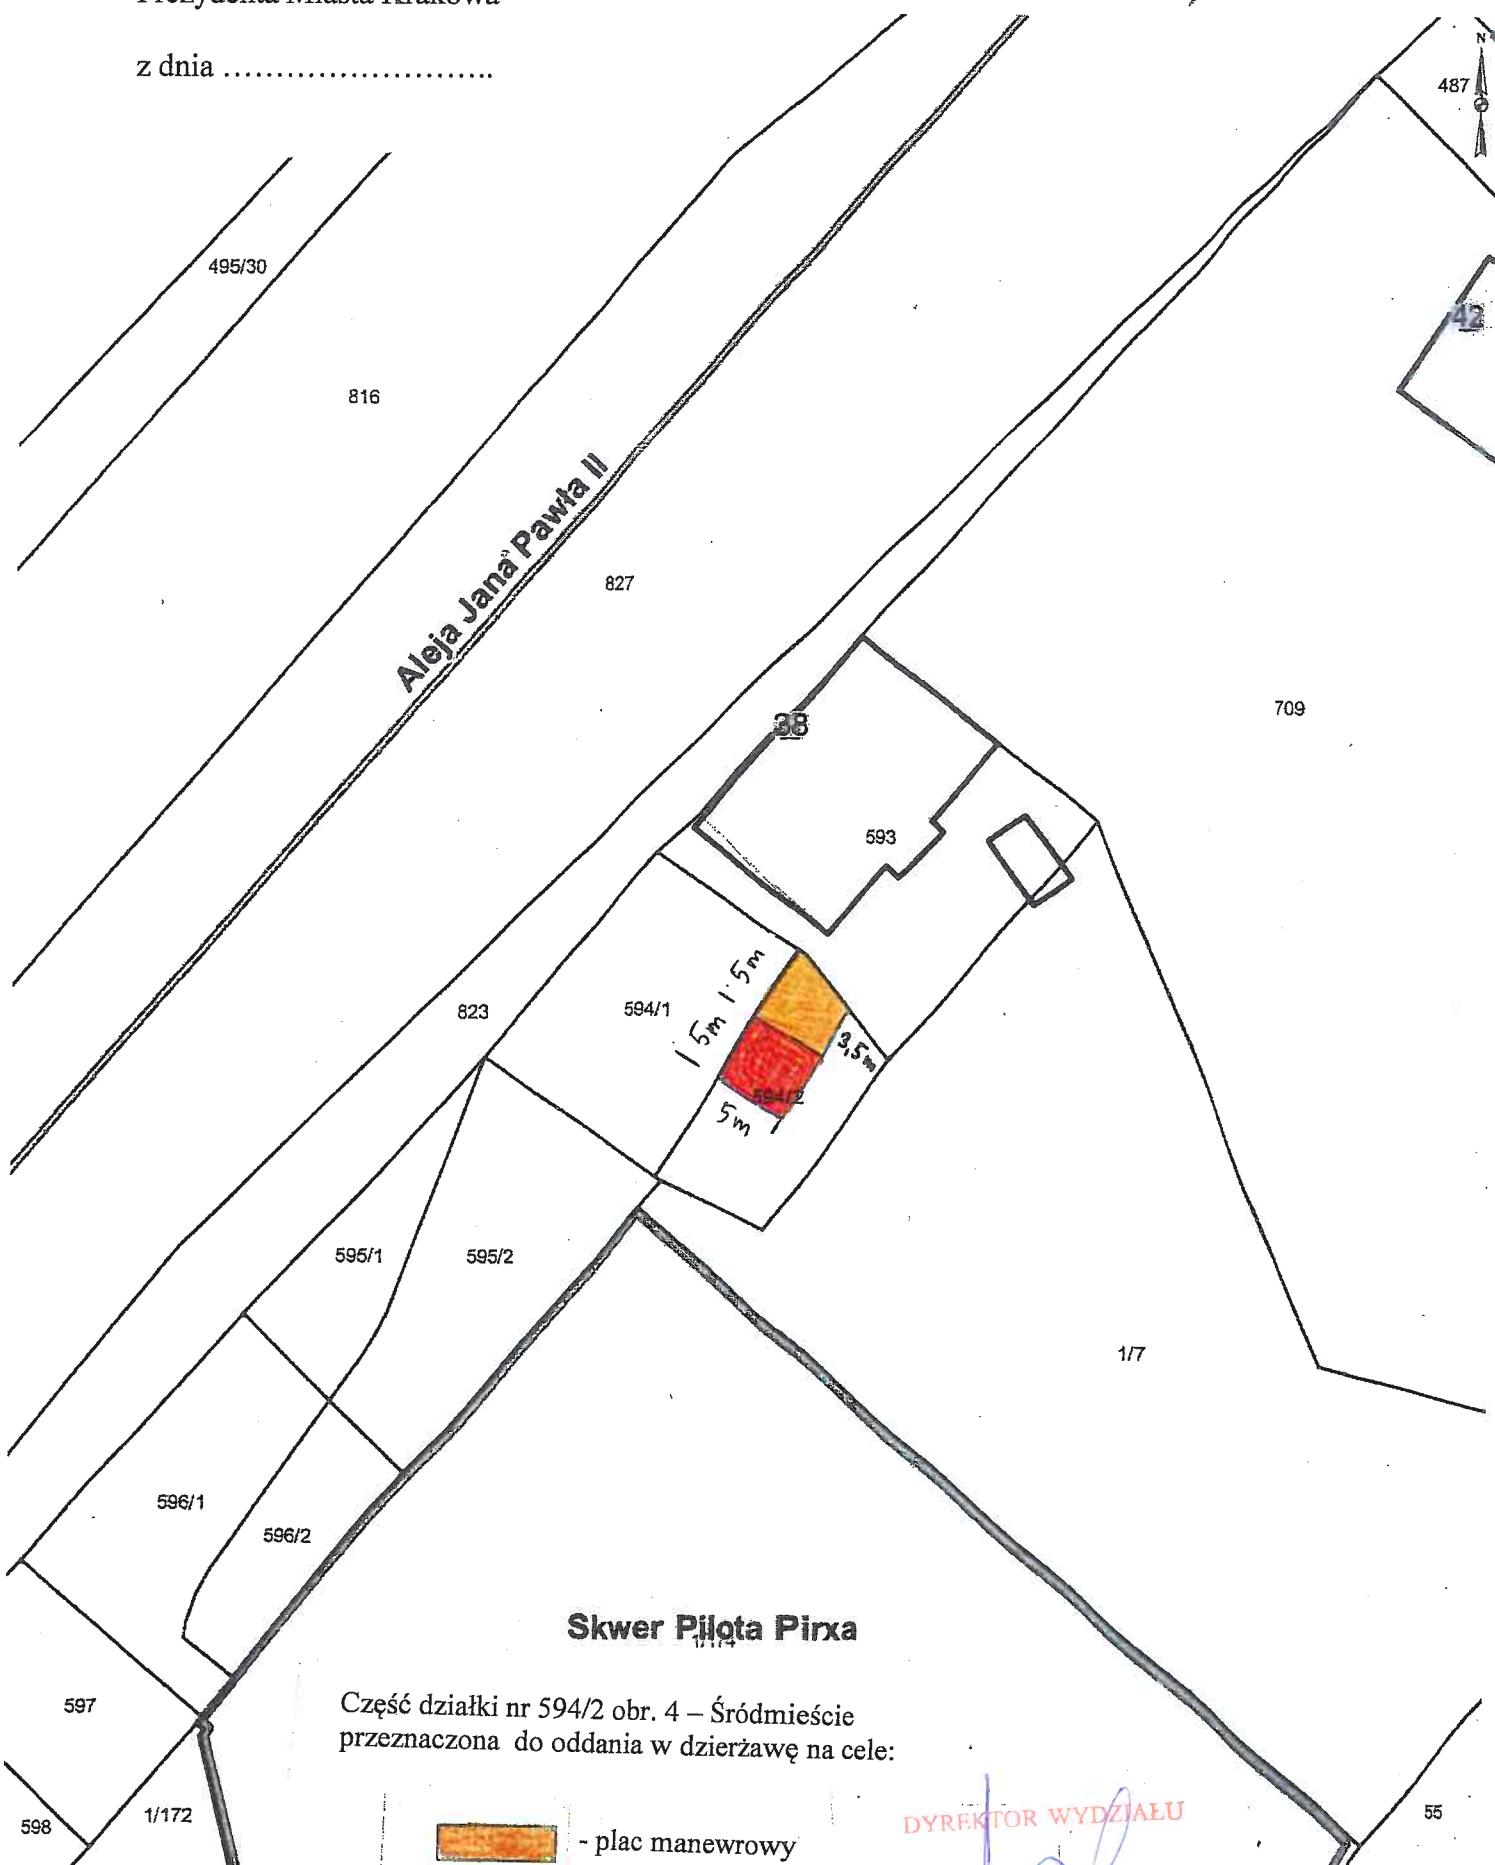 z dnia ..............................
N
487
495/30
42
816
Aleja Jana Pawła II
827
709
38
593
5m
594/1
823
5m
3,5m
594/2
5m
595/1
595/2
1/7
596/1
596/2
Skwer Pilota Pirxa
597
Część działki nr 594/2 obr. 4 – Śródmieście
przeznaczona do oddania w dzierżawę na cele:
598
1/172
DYREKTOR WYDZIAŁU
55
- plac manewrowy